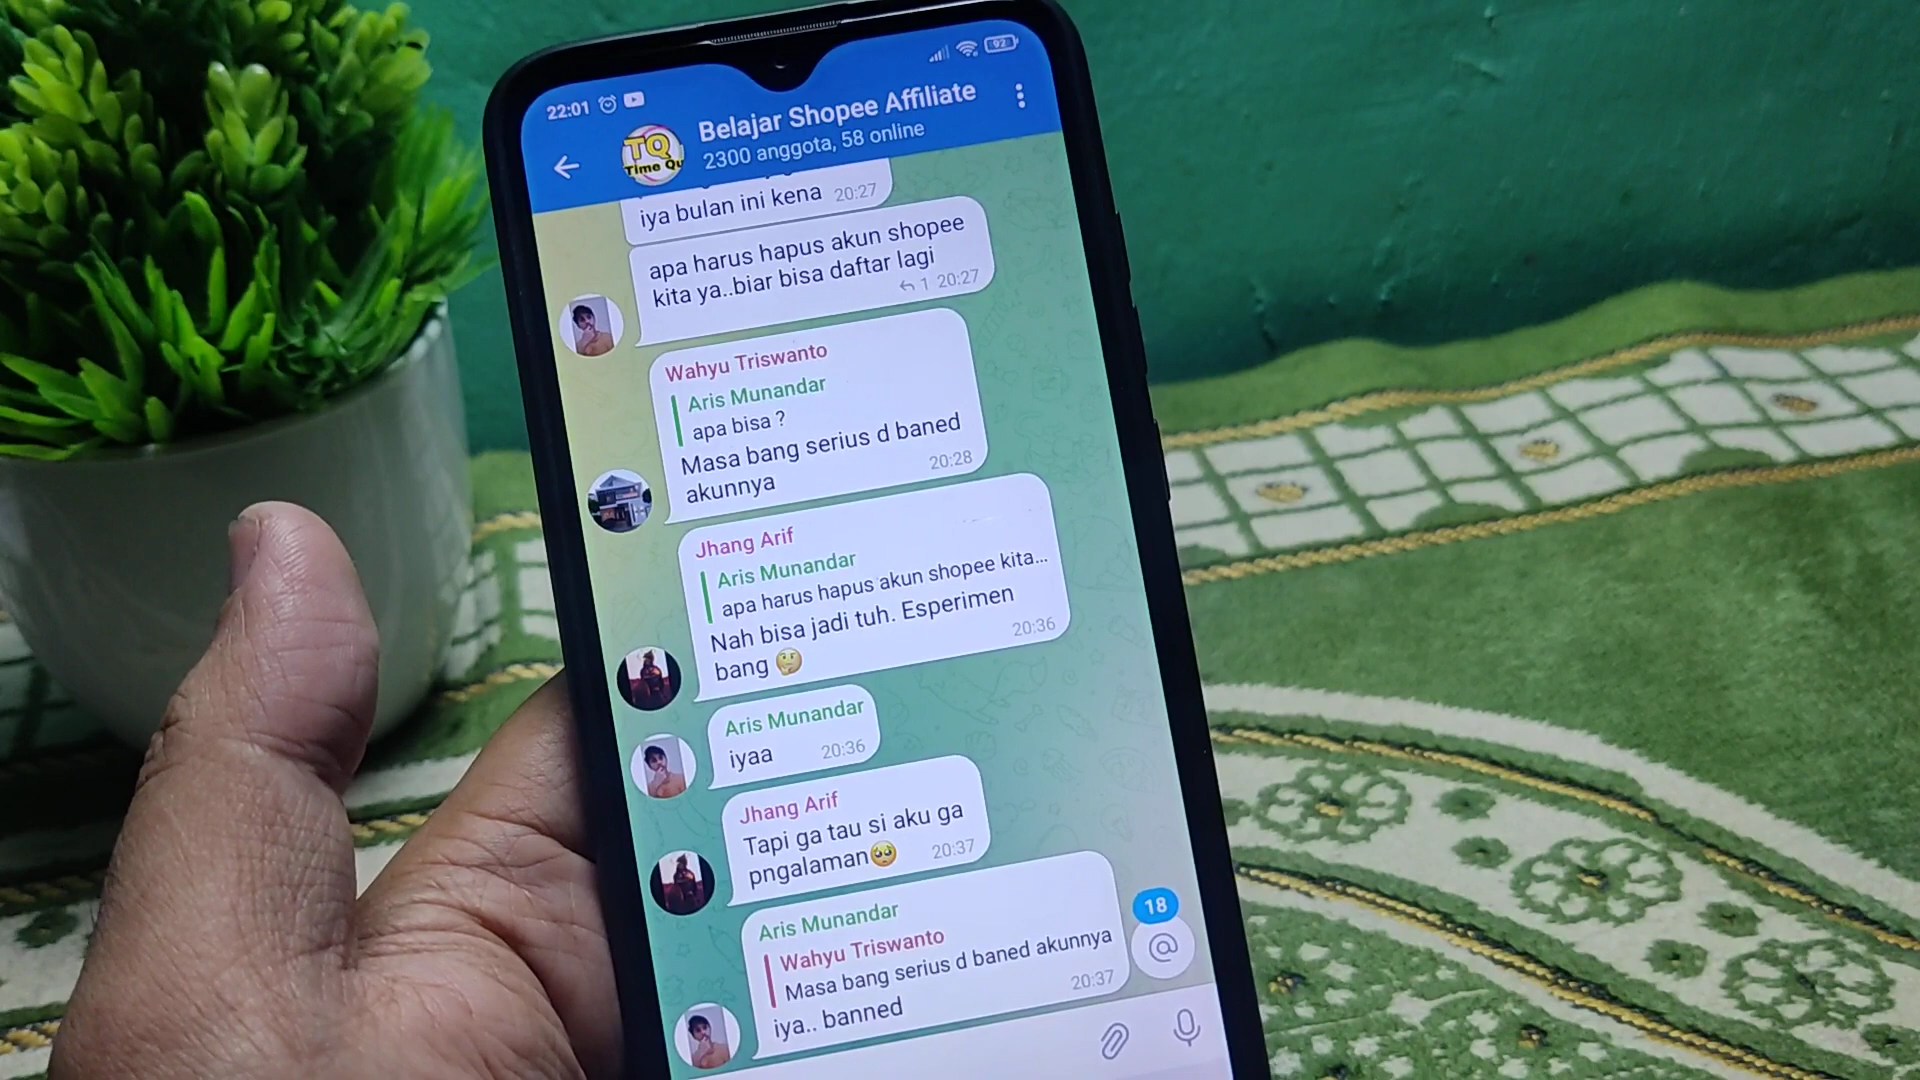 22:01
92
TQ
Time Qu
Belajar Shopee Affiliate
2300 anggota, 58 online
iya bulan ini kena 20:27
apa harus hapus akun shopee
kita ya..biar bisa daftar lagi
1 20:27
Wahyu Triswanto
Aris Munandar
apa bisa ?
Masa bang serius d baned
akunnya
20:28
Jhang Arif
Aris Munandar
apa harus hapus akun shopee kita...
Nah bisa jadi tuh. Esperimen
bang 🤔
20:36
Aris Munandar
iyaa 20:36
Jhang Arif
Tapi ga tau si aku ga
pngalaman🥺 20:37
Aris Munandar
Wahyu Triswanto
Masa bang serius d baned akunnya
iya.. banned
20:37
18
@